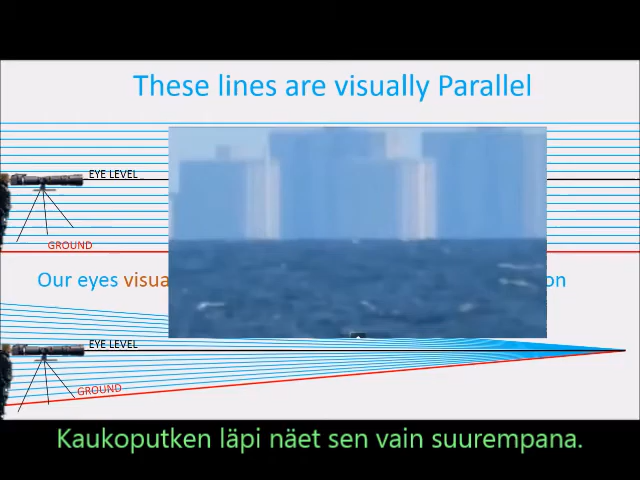 These lines are visually Parallel
EYE LEVEL
GROUND
Our eyes on
EYE LEVEL
GROUND
Kaukoputken läpi näet sen vain suurempana.